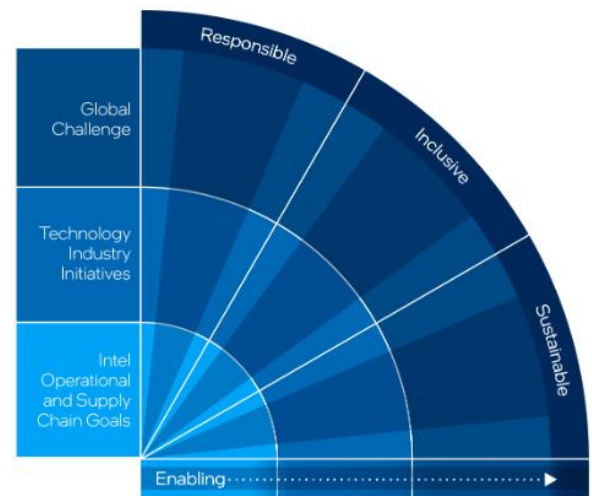 Responsible
Inclusive
Sustainable
Global
Challenge
Technology
Industry
Initiatives
Intel
Operational
and Supply
Chain Goals
Enabling